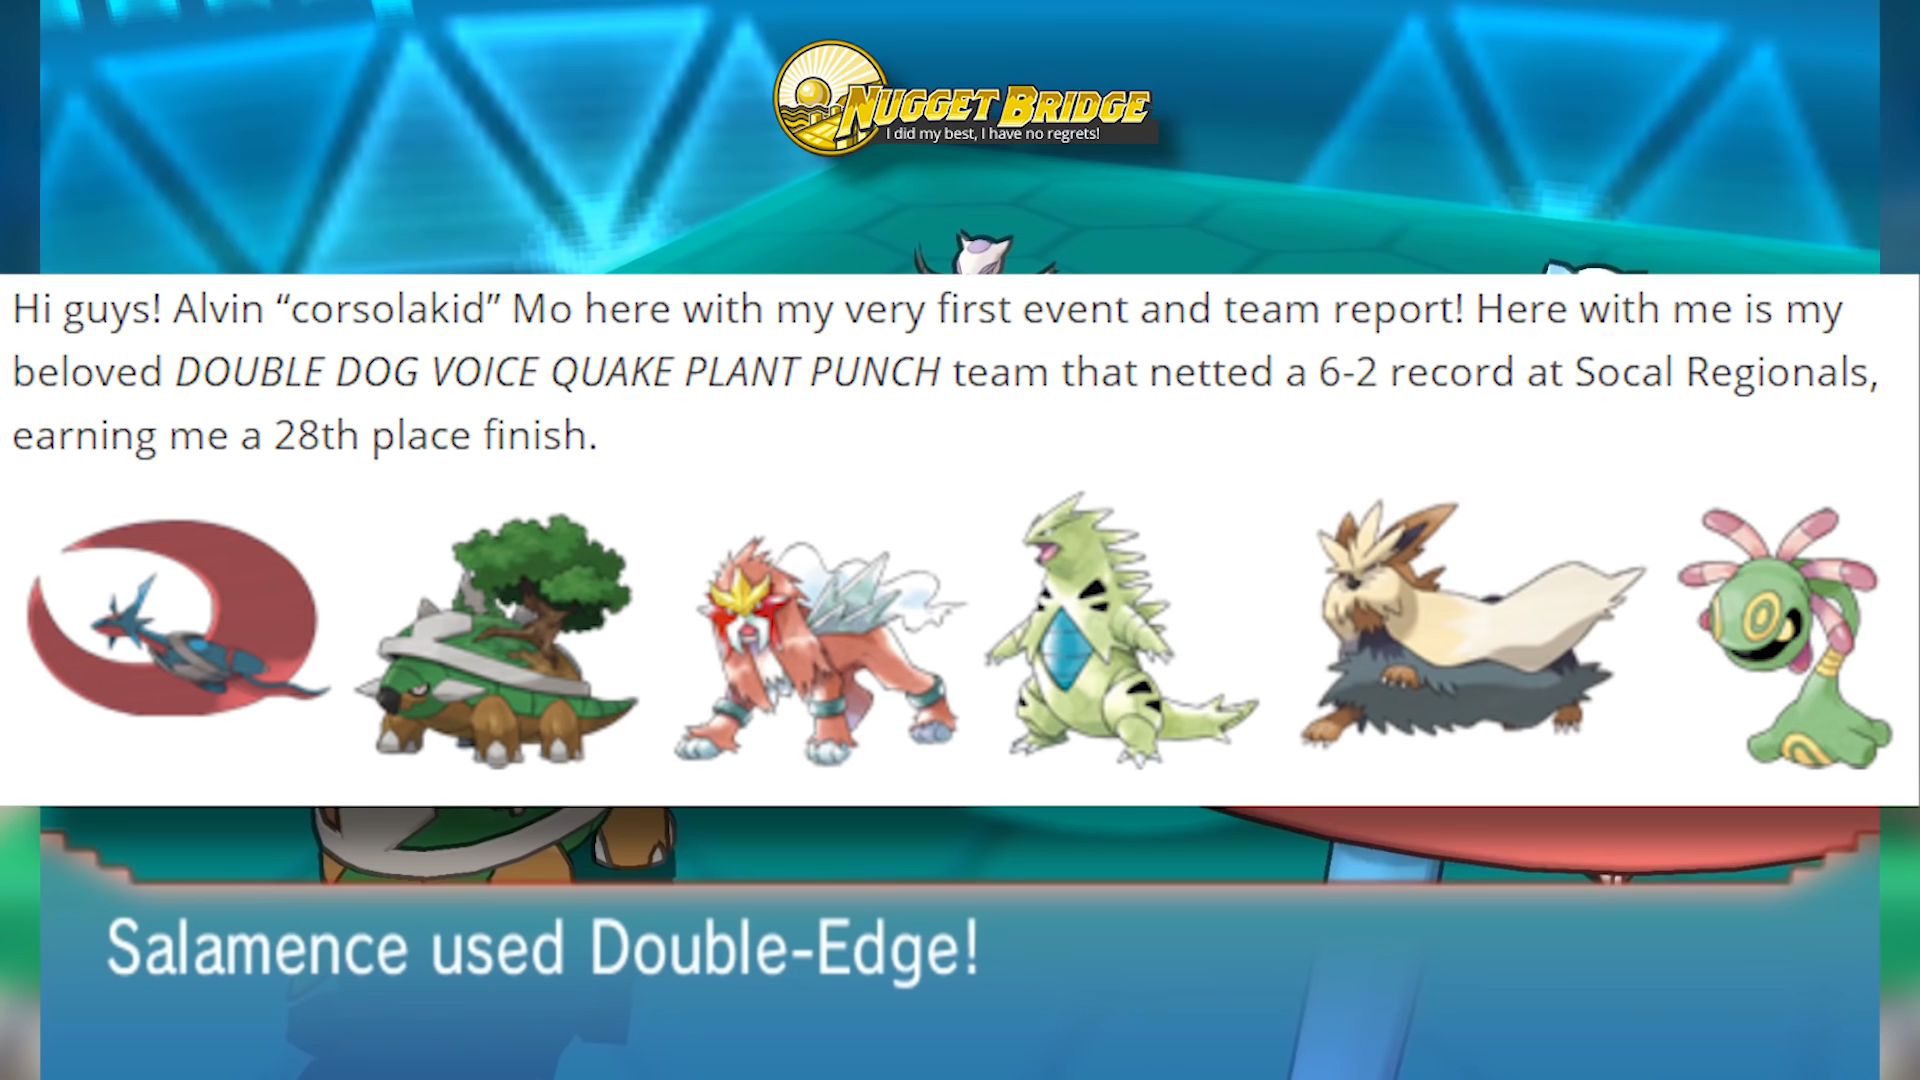 NUGGET BRIDGE
I did my best, I have no regrets!
Hi guys! Alvin “corsolakid” Mo here with my very first event and team report! Here with me is my
beloved DOUBLE DOG VOICE QUAKE PLANT PUNCH team that netted a 6-2 record at Socal Regionals,
earning me a 28th place finish.
Salamence used Double-Edge!